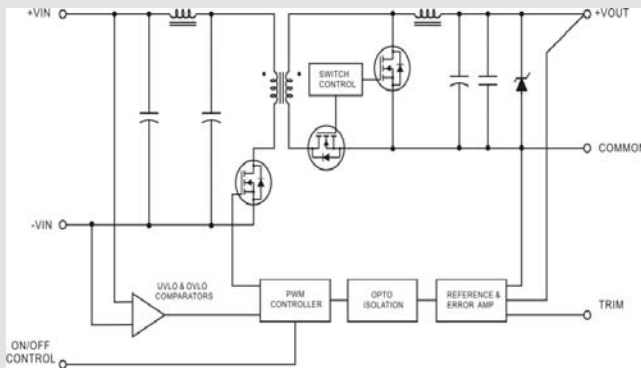 +VIN
+VOUT
SWITCH
CONTROL
COMMON
-VIN
UVLO & OVLO
COMPARATORS
PWM
CONTROLLER
OPTO
ISOLATION
REFERENCE &
ERROR AMP
TRIM
ON/OFF
CONTROL